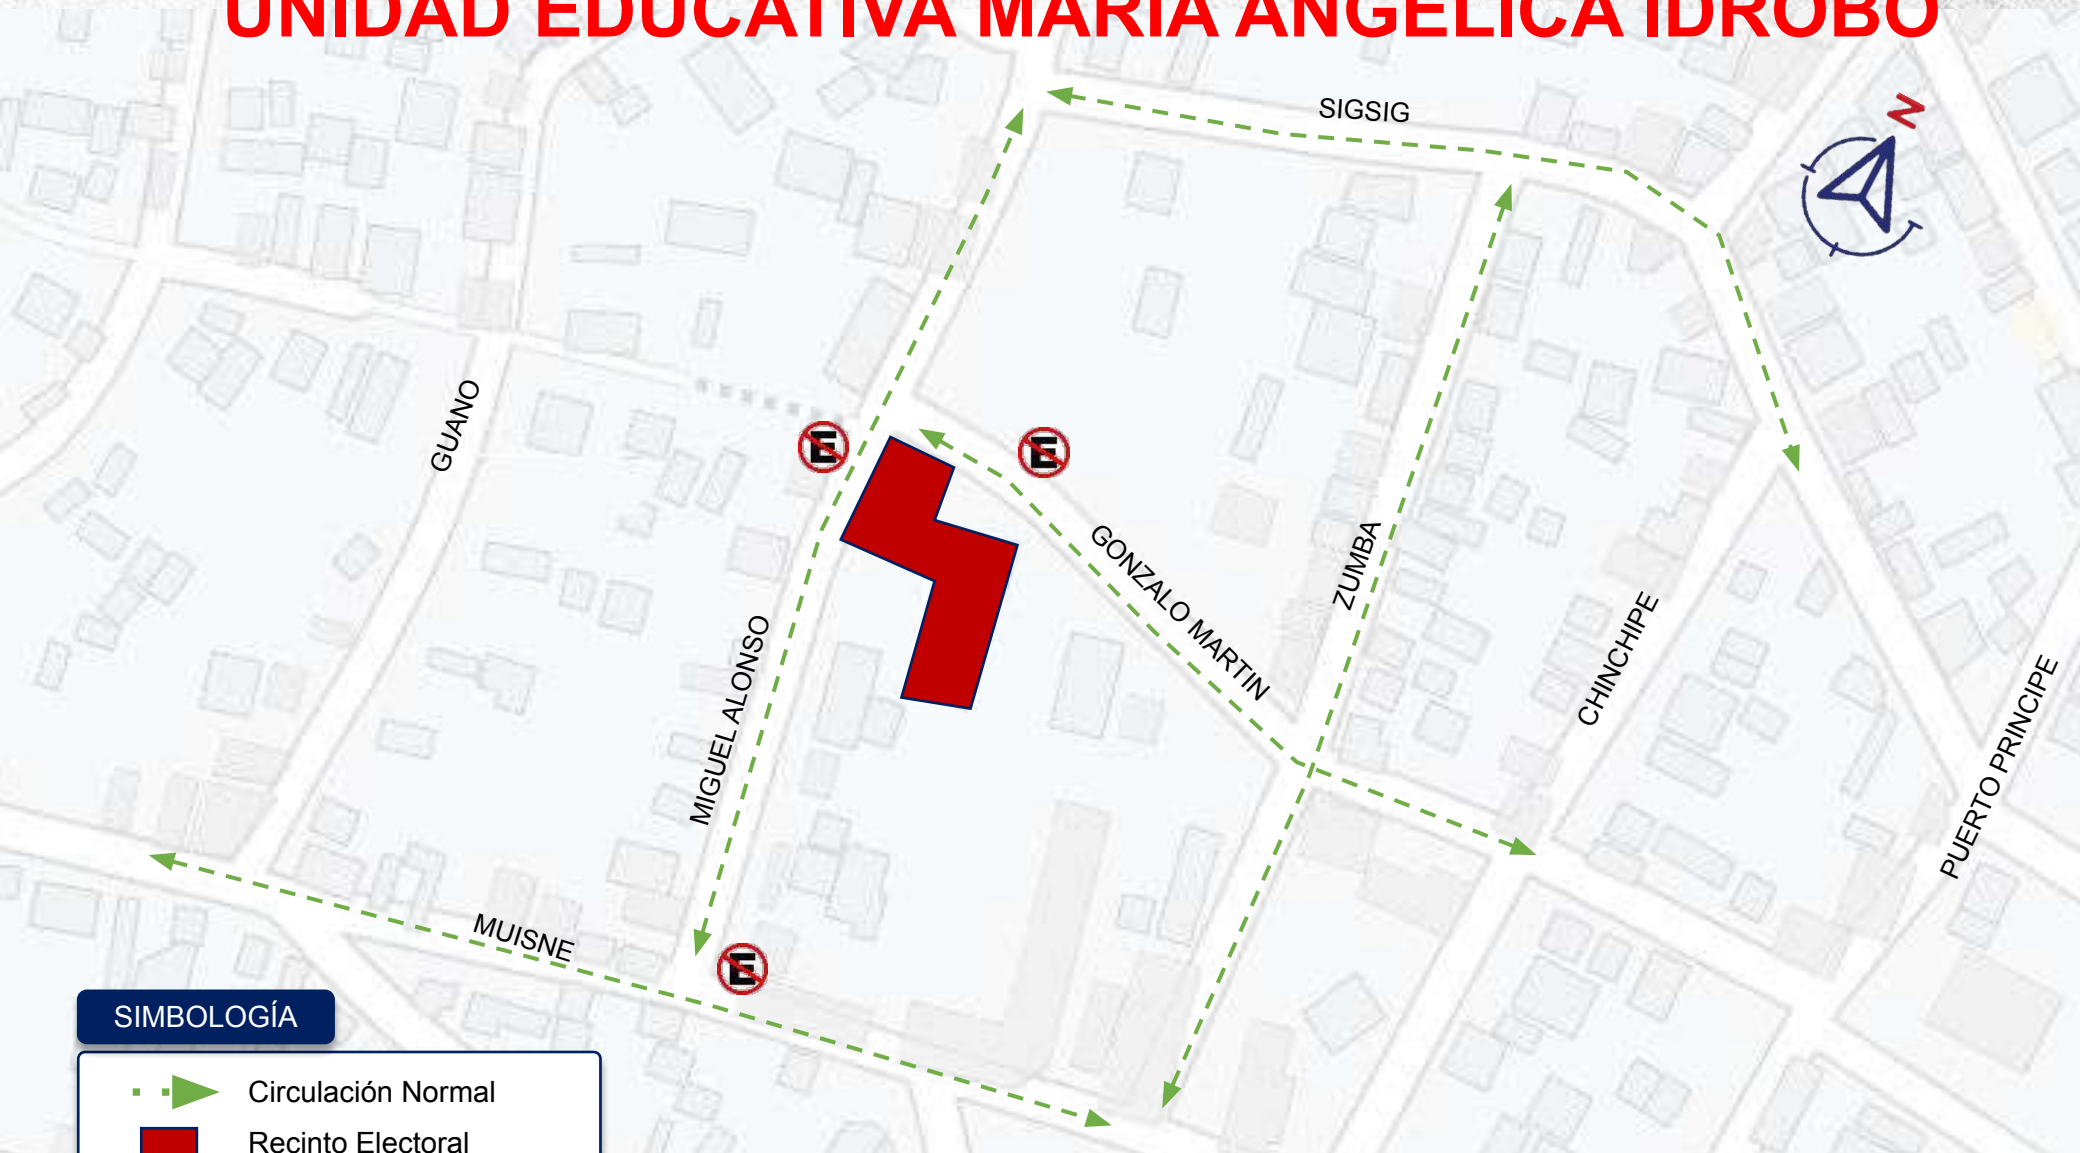 UNIDAD EDUCATIVA MARIA ANGELICA IDROBO
SIGSIG
N
GUANO
E
E
GONZALO MARTIN
ZUMBA
CHINCHIPE
MIGUEL ALONSO
PUERTO PRINCIPE
MUISNE
E
SIMBOLOGÍA
Circulación Normal
Recinto Electoral